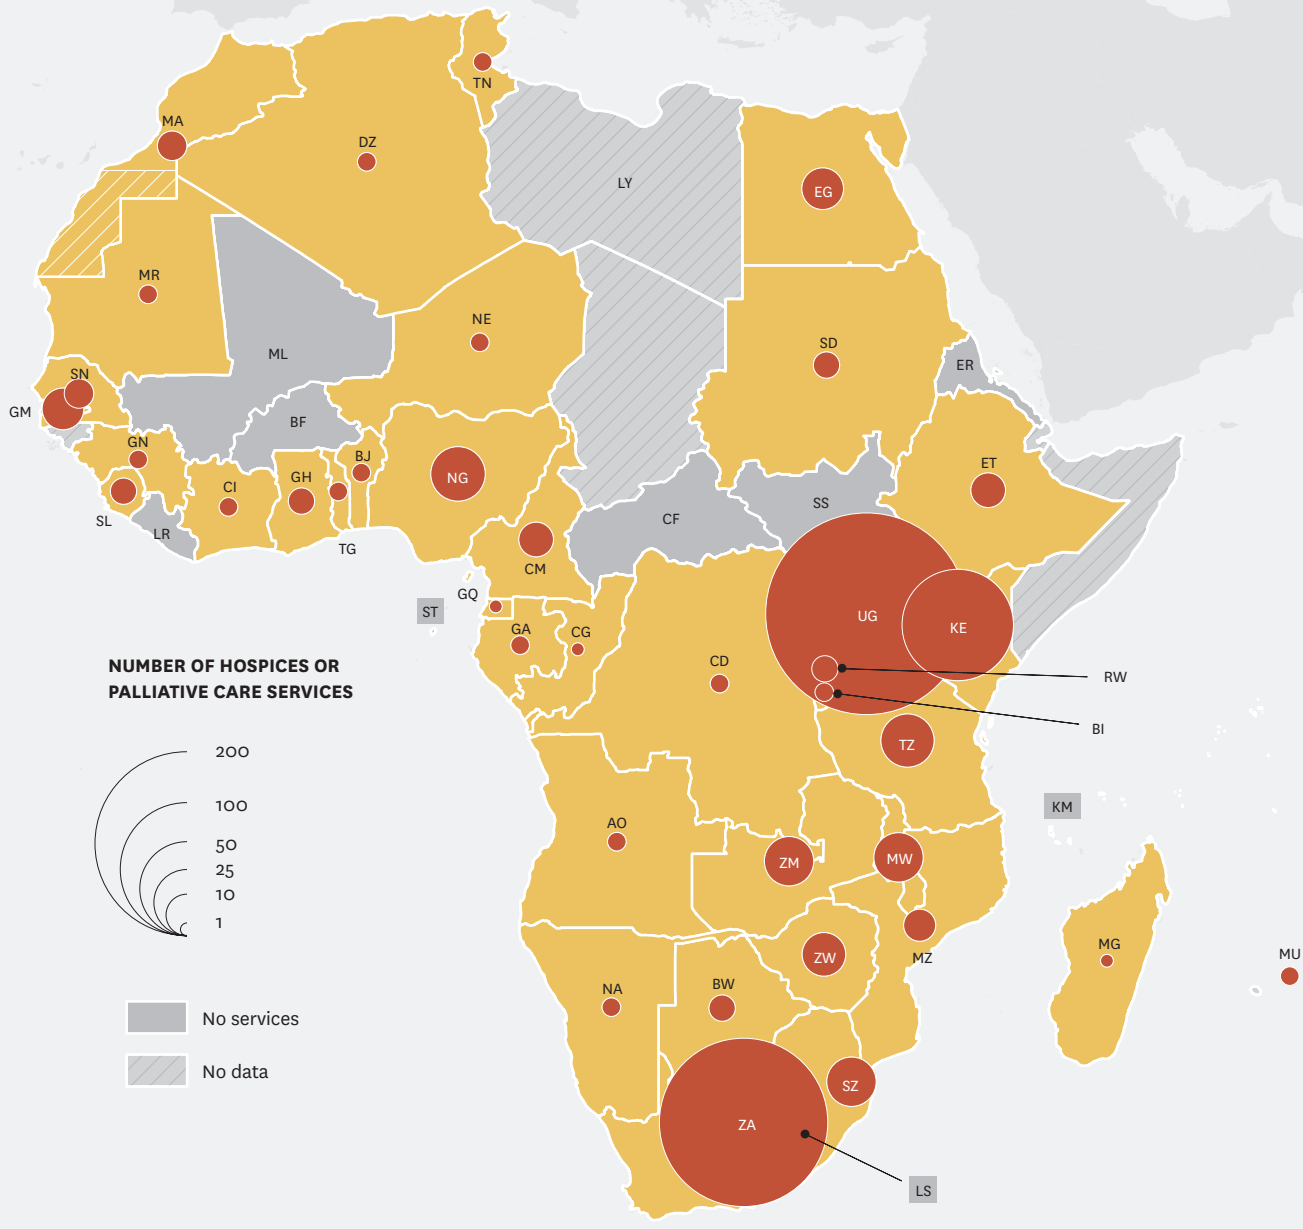 TN
MA
DZ
LY
EG
MR
NE
SD
ML
ER
SN
GM
BF
GN
BJ
ET
GH
NG
CI
SS
SL
CF
LR
TG
CM
GQ
ST
UG
GA
CG
KE
NUMBER OF HOSPICES OR
PALLIATIVE CARE SERVICES
CD
RW
BI
TZ
200
100
KM
AO
50
ZM
MW
25
10
1
MG
MU
ZW
MZ
NA
BW
No services
No data
SZ
ZA
LS